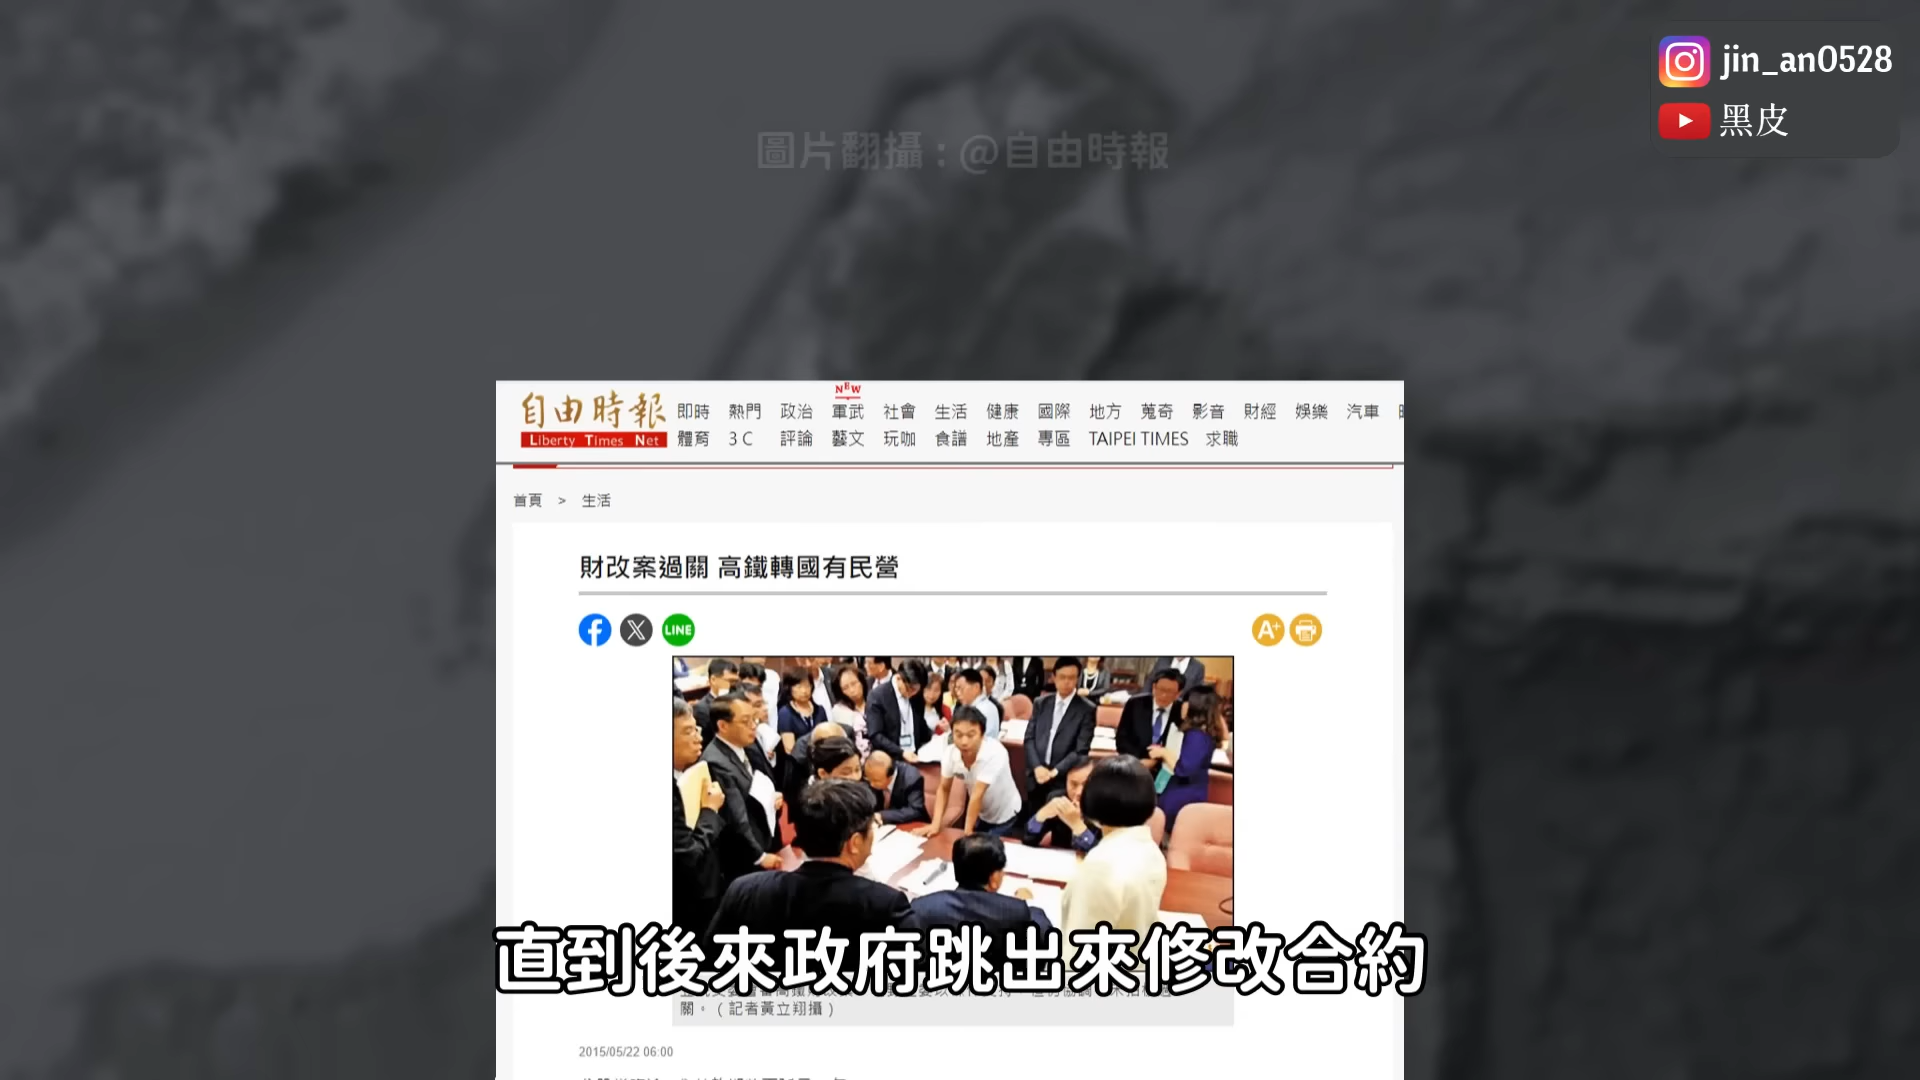 jin_an0528
黑皮
圖片翻攝：@自由時報
自由時報
Liberty Times Net
NEW
即時 熱門 政治 軍武 社會 生活 健康 國際 地方 蒐奇 影音 財經 娛樂 汽車
體育 3C 評論 藝文 玩咖 食譜 地產 專區 TAIPEI TIMES 求職
首頁 > 生活
財改案過關 高鐵轉國有民營
LINE
A+
直到後來政府跳出來修改合約
關。（記者黃立翔攝）
2015/05/22 06:00